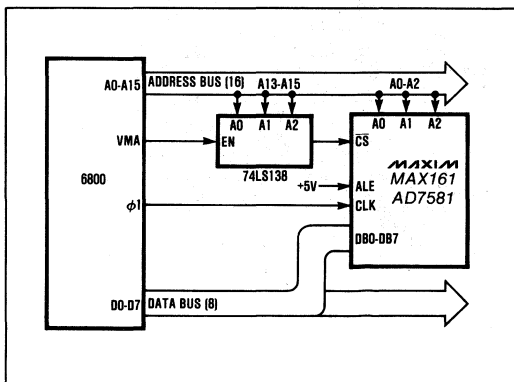 A0-A15
ADDRESS BUS (16)
A13-A15
A0-A2
A0 A1 A2
A0 A1 A2
VMA
EN
CS
74LS138
MAXIM
MAX161
AD7581
6800
+5V
ALE
ϕ1
CLK
DB0-DB7
D0-D7
DATA BUS (8)